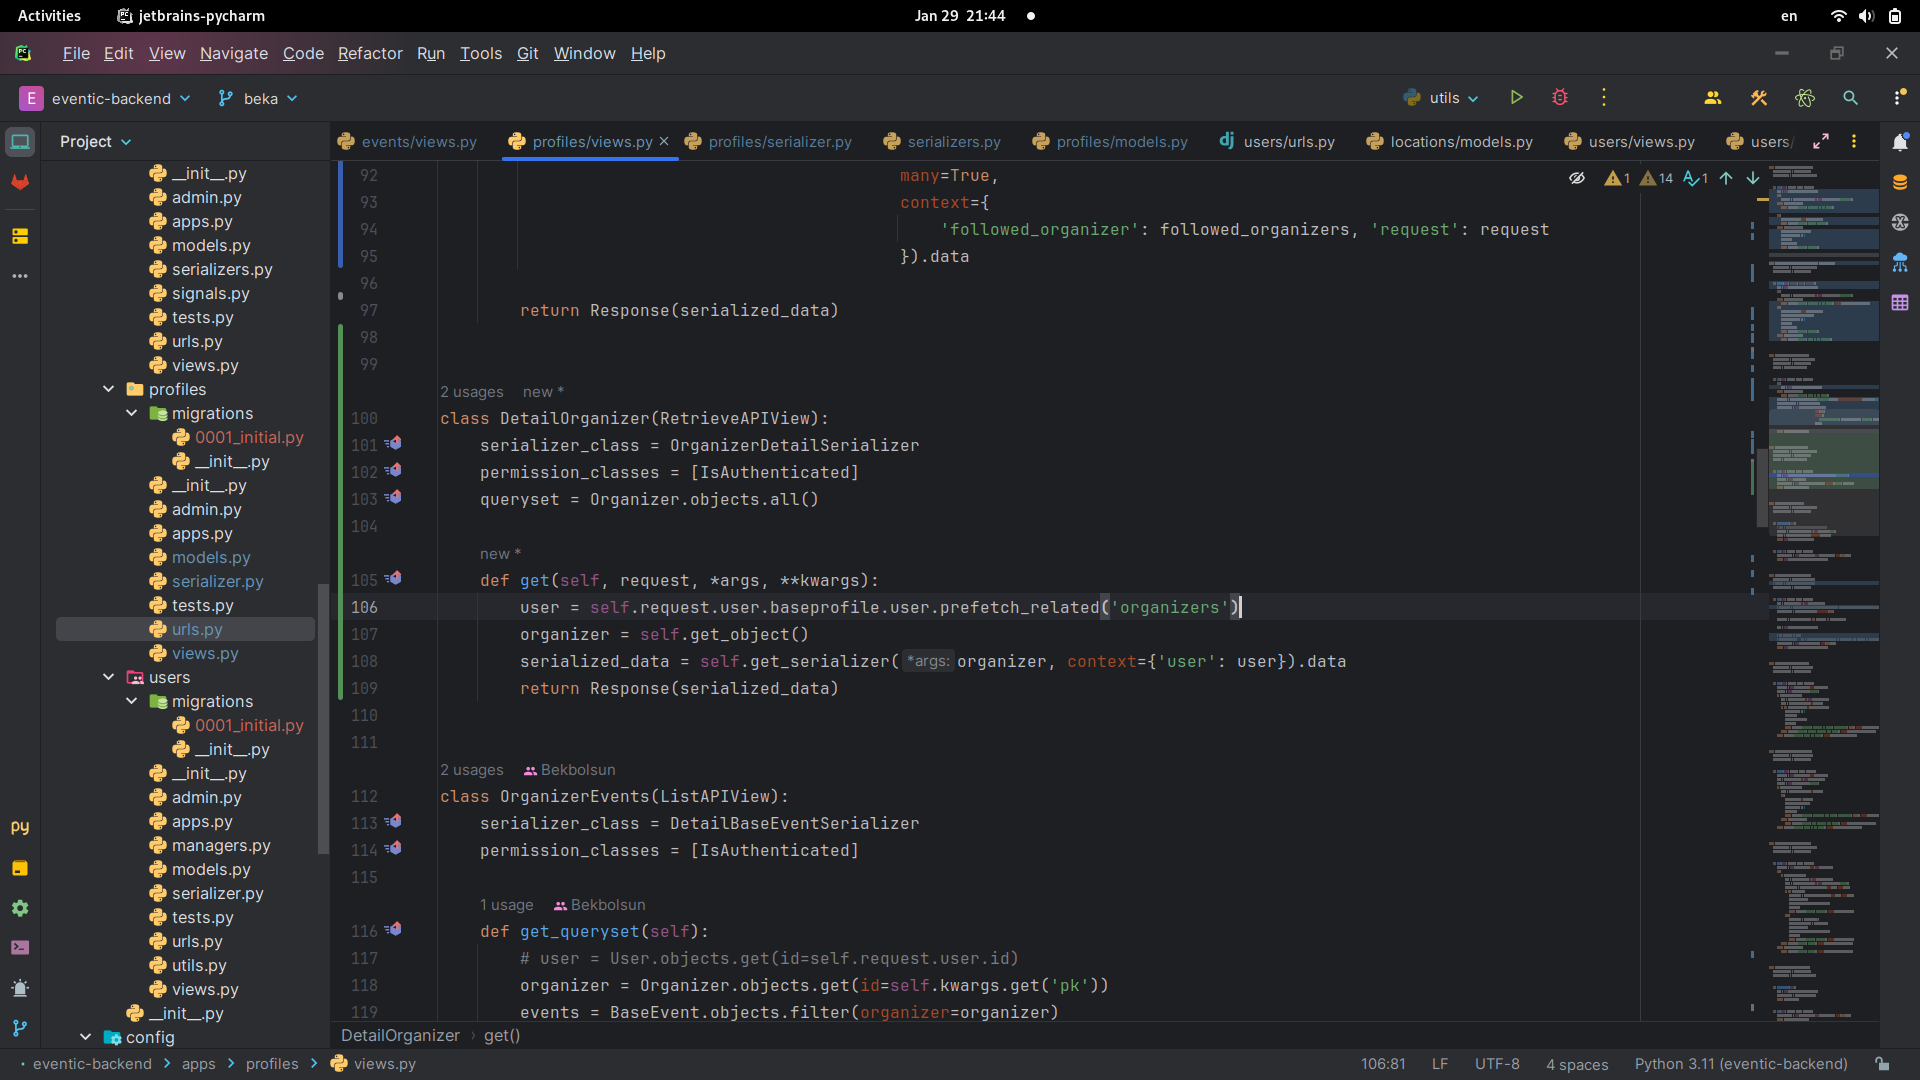 Activities jetbrains-pycharm Jan 29 21:44 en
File Edit View Navigate Code Refactor Run Tools Git Window Help
E eventic-backend beka utils
Project
events/views.py profiles/views.py profiles/serializer.py serializers.py profiles/models.py users/urls.py locations/models.py users/views.py users/
__init__.py
admin.py
apps.py
models.py
serializers.py
signals.py
tests.py
urls.py
views.py
profiles
migrations
0001_initial.py
__init__.py
__init__.py
admin.py
apps.py
models.py
serializer.py
tests.py
urls.py
views.py
users
migrations
0001_initial.py
__init__.py
__init__.py
admin.py
apps.py
managers.py
models.py
serializer.py
tests.py
urls.py
utils.py
views.py
__init__.py
config
1 14 1
92 many=True,
93 context={
94 'followed_organizer': followed_organizers, 'request': request
95 }).data
96
97 return Response(serialized_data)
98
99
2 usages new *
100 class DetailOrganizer(RetrieveAPIView):
101 serializer_class = OrganizerDetailSerializer
102 permission_classes = [IsAuthenticated]
103 queryset = Organizer.objects.all()
104
new *
105 def get(self, request, *args, **kwargs):
106 user = self.request.user.baseprofile.user.prefetch_related('organizers')
107 organizer = self.get_object()
108 serialized_data = self.get_serializer( *args: organizer, context={'user': user}).data
109 return Response(serialized_data)
110
111
2 usages Bekbolsun
112 class OrganizerEvents(ListAPIView):
113 serializer_class = DetailBaseEventSerializer
114 permission_classes = [IsAuthenticated]
115
1 usage Bekbolsun
116 def get_queryset(self):
117 # user = User.objects.get(id=self.request.user.id)
118 organizer = Organizer.objects.get(id=self.kwargs.get('pk'))
119 events = BaseEvent.objects.filter(organizer=organizer)
DetailOrganizer › get()
eventic-backend > apps > profiles > views.py 106:81 LF UTF-8 4 spaces Python 3.11 (eventic-backend)